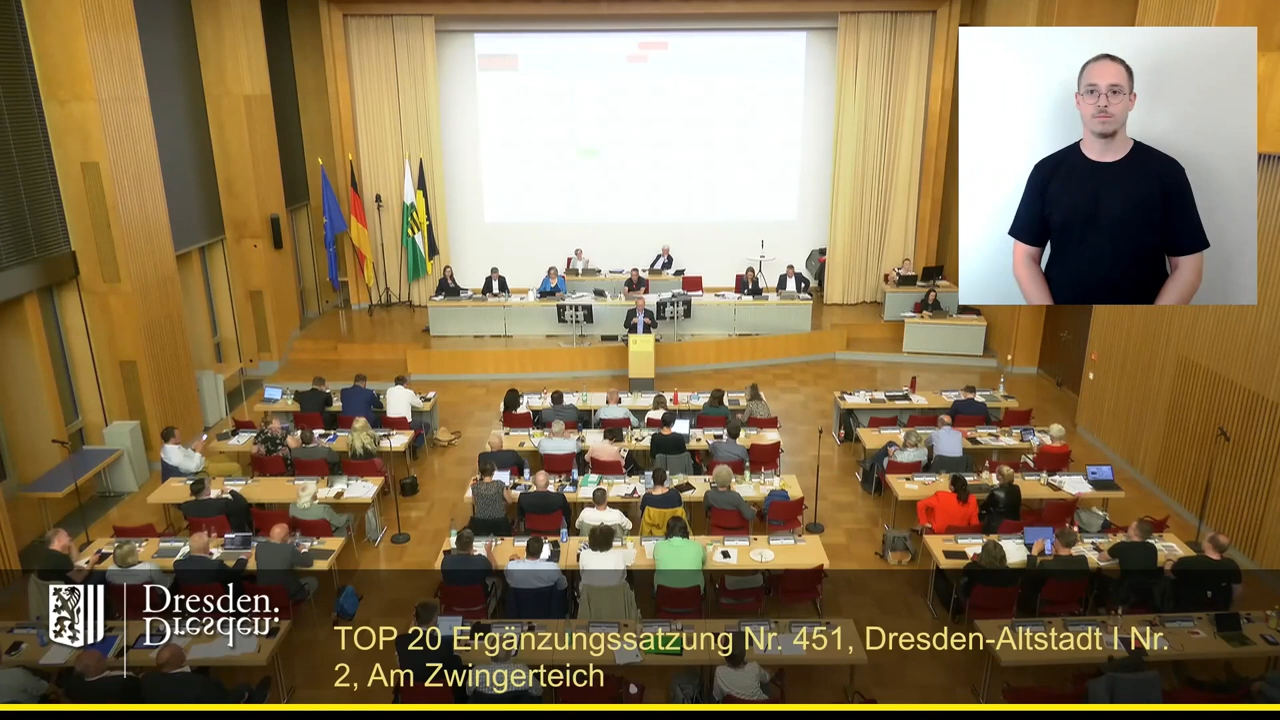 Dresden.
Dresden.
TOP 20 Ergänzungssatzung Nr. 451, Dresden-Altstadt I Nr.
2, Am Zwingerteich